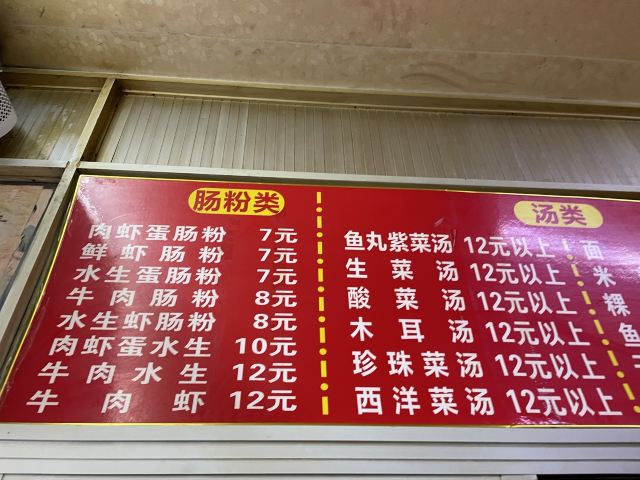 肠粉类
肉虾蛋肠粉 7元
鲜虾肠粉 7元
水生蛋肠粉 7元
牛肉肠粉 8元
水生虾肠粉 8元
肉虾蛋水生 10元
牛肉水生 12元
牛肉虾 12元
汤类
鱼丸紫菜汤 12元以上
生菜汤 12元以上
酸菜汤 12元以上
木耳汤 12元以上
珍珠菜汤 12元以上
西洋菜汤 12元以上
面
米
粿
鱼